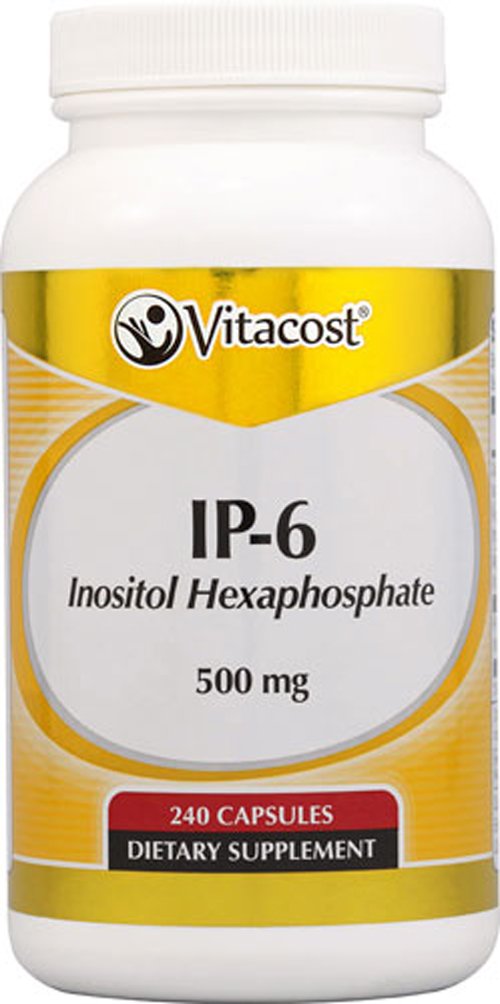 Vitacost®
IP-6
Inositol Hexaphosphate
500 mg
240 CAPSULES
DIETARY SUPPLEMENT